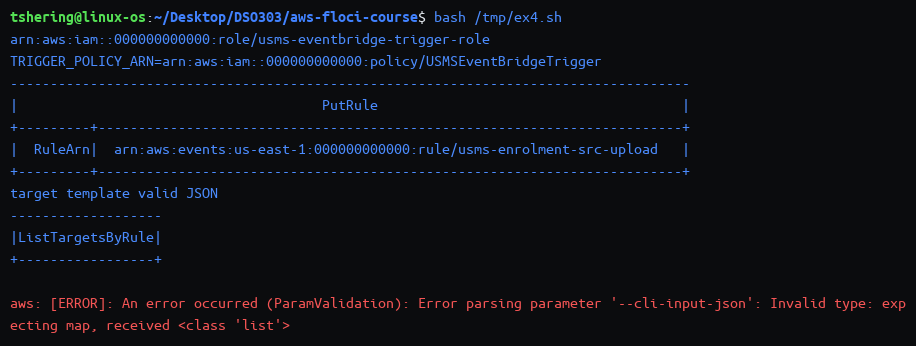 tshering@linux-os:~/Desktop/DSO303/aws-floci-course$ bash /tmp/ex4.sh
arn:aws:iam::000000000000:role/usms-eventbridge-trigger-role
TRIGGER_POLICY_ARN=arn:aws:iam::000000000000:policy/USMSEventBridgeTrigger
-------------------------------------------------------------------------------------
|                                      PutRule                                      |
+---------+-------------------------------------------------------------------------+
|  RuleArn|  arn:aws:events:us-east-1:000000000000:rule/usms-enrolment-src-upload   |
+---------+-------------------------------------------------------------------------+
target template valid JSON
-------------------
|ListTargetsByRule|
+-----------------+
aws: [ERROR]: An error occurred (ParamValidation): Error parsing parameter '--cli-input-json': Invalid type: exp
ecting map, received <class 'list'>